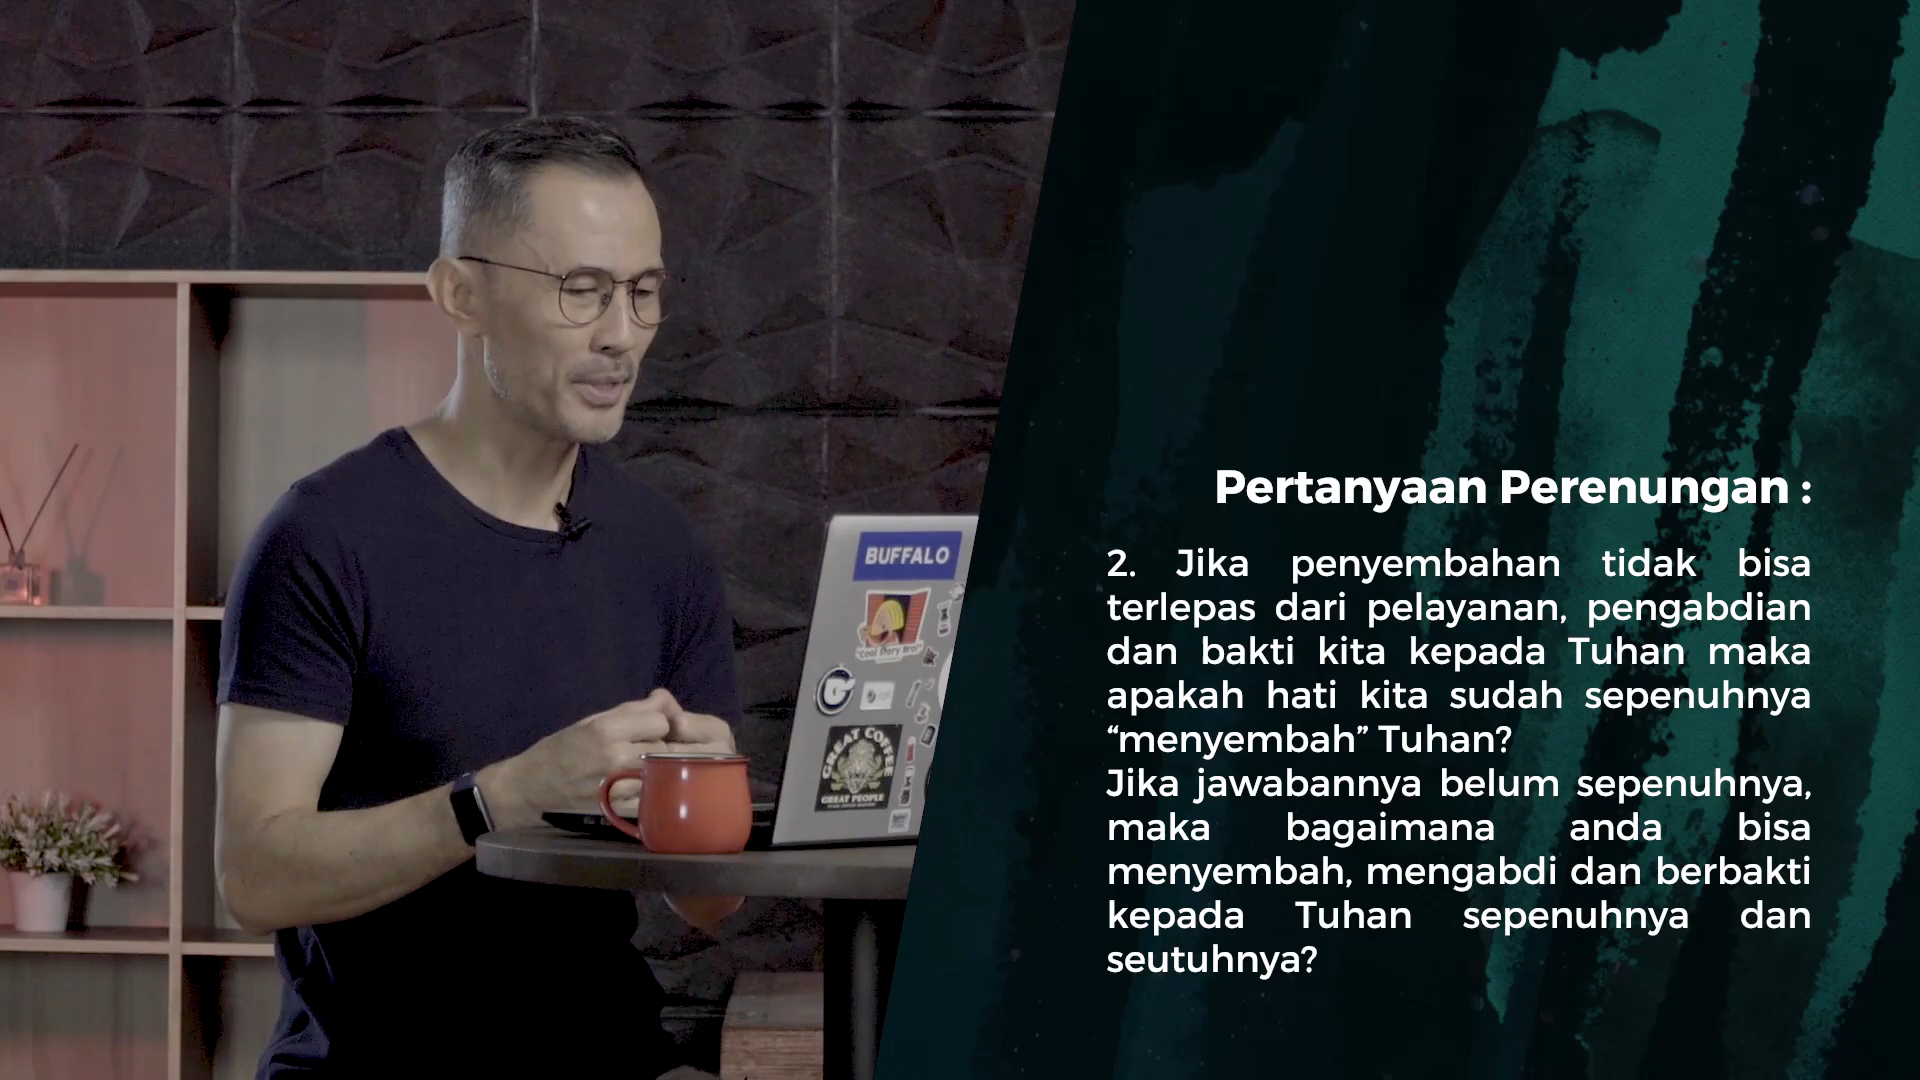 BUFFALO
"Cool Story Bro!"
GREAT COFFEE
GREAT PEOPLE
Pertanyaan Perenungan :
2. Jika penyembahan tidak bisa
terlepas dari pelayanan, pengabdian
dan bakti kita kepada Tuhan maka
apakah hati kita sudah sepenuhnya
“menyembah” Tuhan?
Jika jawabannya belum sepenuhnya,
maka bagaimana anda bisa
menyembah, mengabdi dan berbakti
kepada Tuhan sepenuhnya dan
seutuhnya?